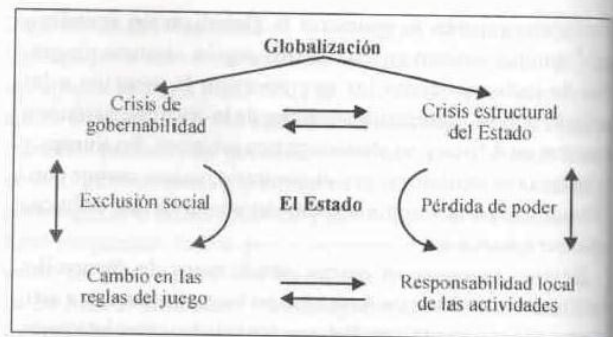 Globalización
Crisis de
gobernabilidad
Crisis estructural
del Estado
Exclusión social
El Estado
Pérdida de poder
Cambio en las
reglas del juego
Responsabilidad local
de las actividades